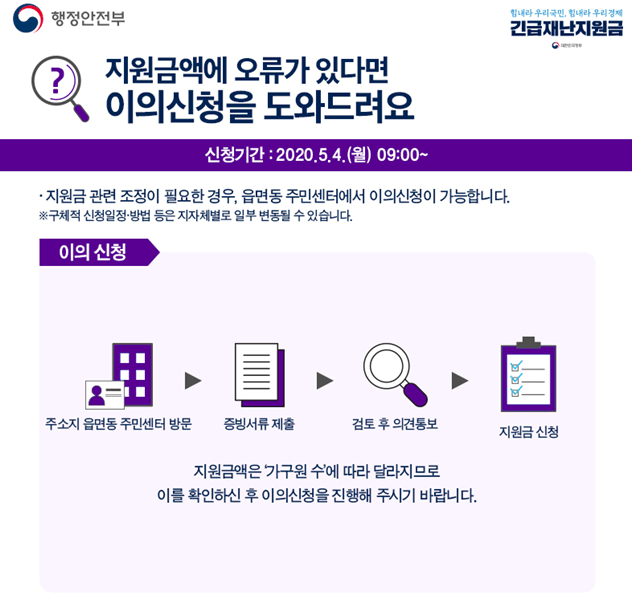 행정안전부
힘내라 우리국민, 힘내라 우리경제
긴급재난지원금
대한민국정부
?
지원금액에 오류가 있다면
이의신청을 도와드려요
신청기간 : 2020.5.4.(월) 09:00~
· 지원금 관련 조정이 필요한 경우, 읍면동 주민센터에서 이의신청이 가능합니다.
※구체적 신청일정·방법 등은 지자체별로 일부 변동될 수 있습니다.
이의 신청
주소지 읍면동 주민센터 방문
증빙서류 제출
검토 후 의견통보
지원금 신청
지원금액은 '가구원 수'에 따라 달라지므로
이를 확인하신 후 이의신청을 진행해 주시기 바랍니다.